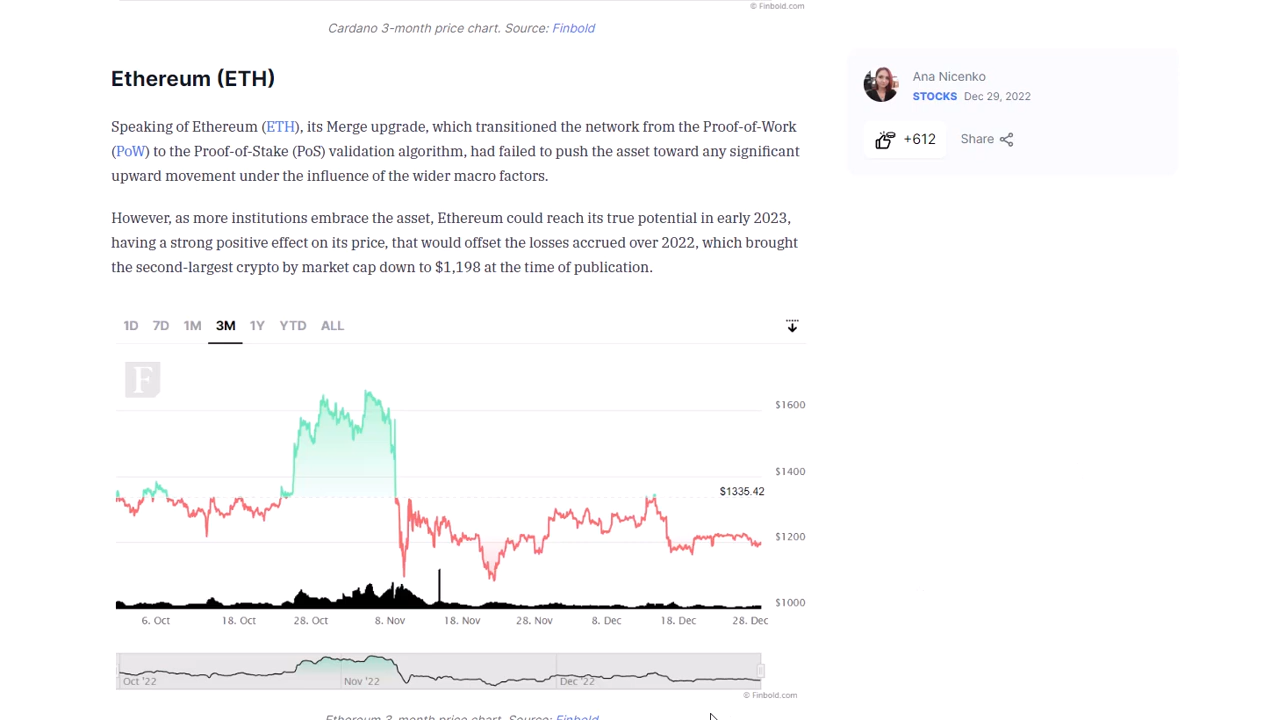 © Finbold.com
Cardano 3-month price chart. Source: Finbold
Ethereum (ETH)
Speaking of Ethereum (ETH), its Merge upgrade, which transitioned the network from the Proof-of-Work
(PoW) to the Proof-of-Stake (PoS) validation algorithm, had failed to push the asset toward any significant
upward movement under the influence of the wider macro factors.
However, as more institutions embrace the asset, Ethereum could reach its true potential in early 2023,
having a strong positive effect on its price, that would offset the losses accrued over 2022, which brought
the second-largest crypto by market cap down to $1,198 at the time of publication.
Ana Nicenko
STOCKS Dec 29, 2022
+612 Share
1D 7D 1M 3M 1Y YTD ALL
F
$1600
$1400
$1335.42
$1200
$1000
6. Oct 18. Oct 28. Oct 8. Nov 18. Nov 28. Nov 8. Dec 18. Dec 28. Dec
Oct '22 Nov '22 Dec '22
© Finbold.com
Ethereum 3-month price chart. Source: Finbold